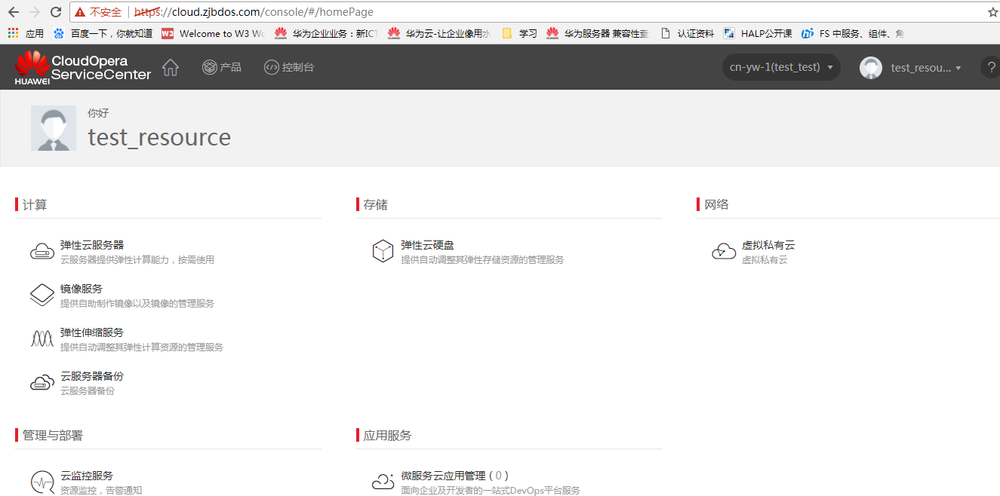 不安全 https://cloud.zjbdos.com/console/#/homePage
应用 百度一下，你就知道 W3 Welcome to W3 华为企业业务：新ICT 华为云-让企业像用水 学习 华为服务器 兼容性查 认证资料 HALP公开课 hi FS 中服务、组件、角
HUAWEI CloudOpera ServiceCenter 产品 控制台 cn-yw-1(test_test) test_resou... ?
你好
test_resource
计算 存储 网络
弹性云服务器 弹性云硬盘 虚拟私有云
云服务器提供弹性计算能力，按需使用 提供自动调整其弹性存储资源的管理服务 虚拟私有云
镜像服务
提供自助制作镜像以及镜像的管理服务
弹性伸缩服务
提供自动调整其弹性计算资源的管理服务
云服务器备份
云服务器备份
管理与部署 应用服务
云监控服务 微服务云应用管理 ( 0 )
资源监控，告警通知 面向企业及开发者的一站式DevOps平台服务